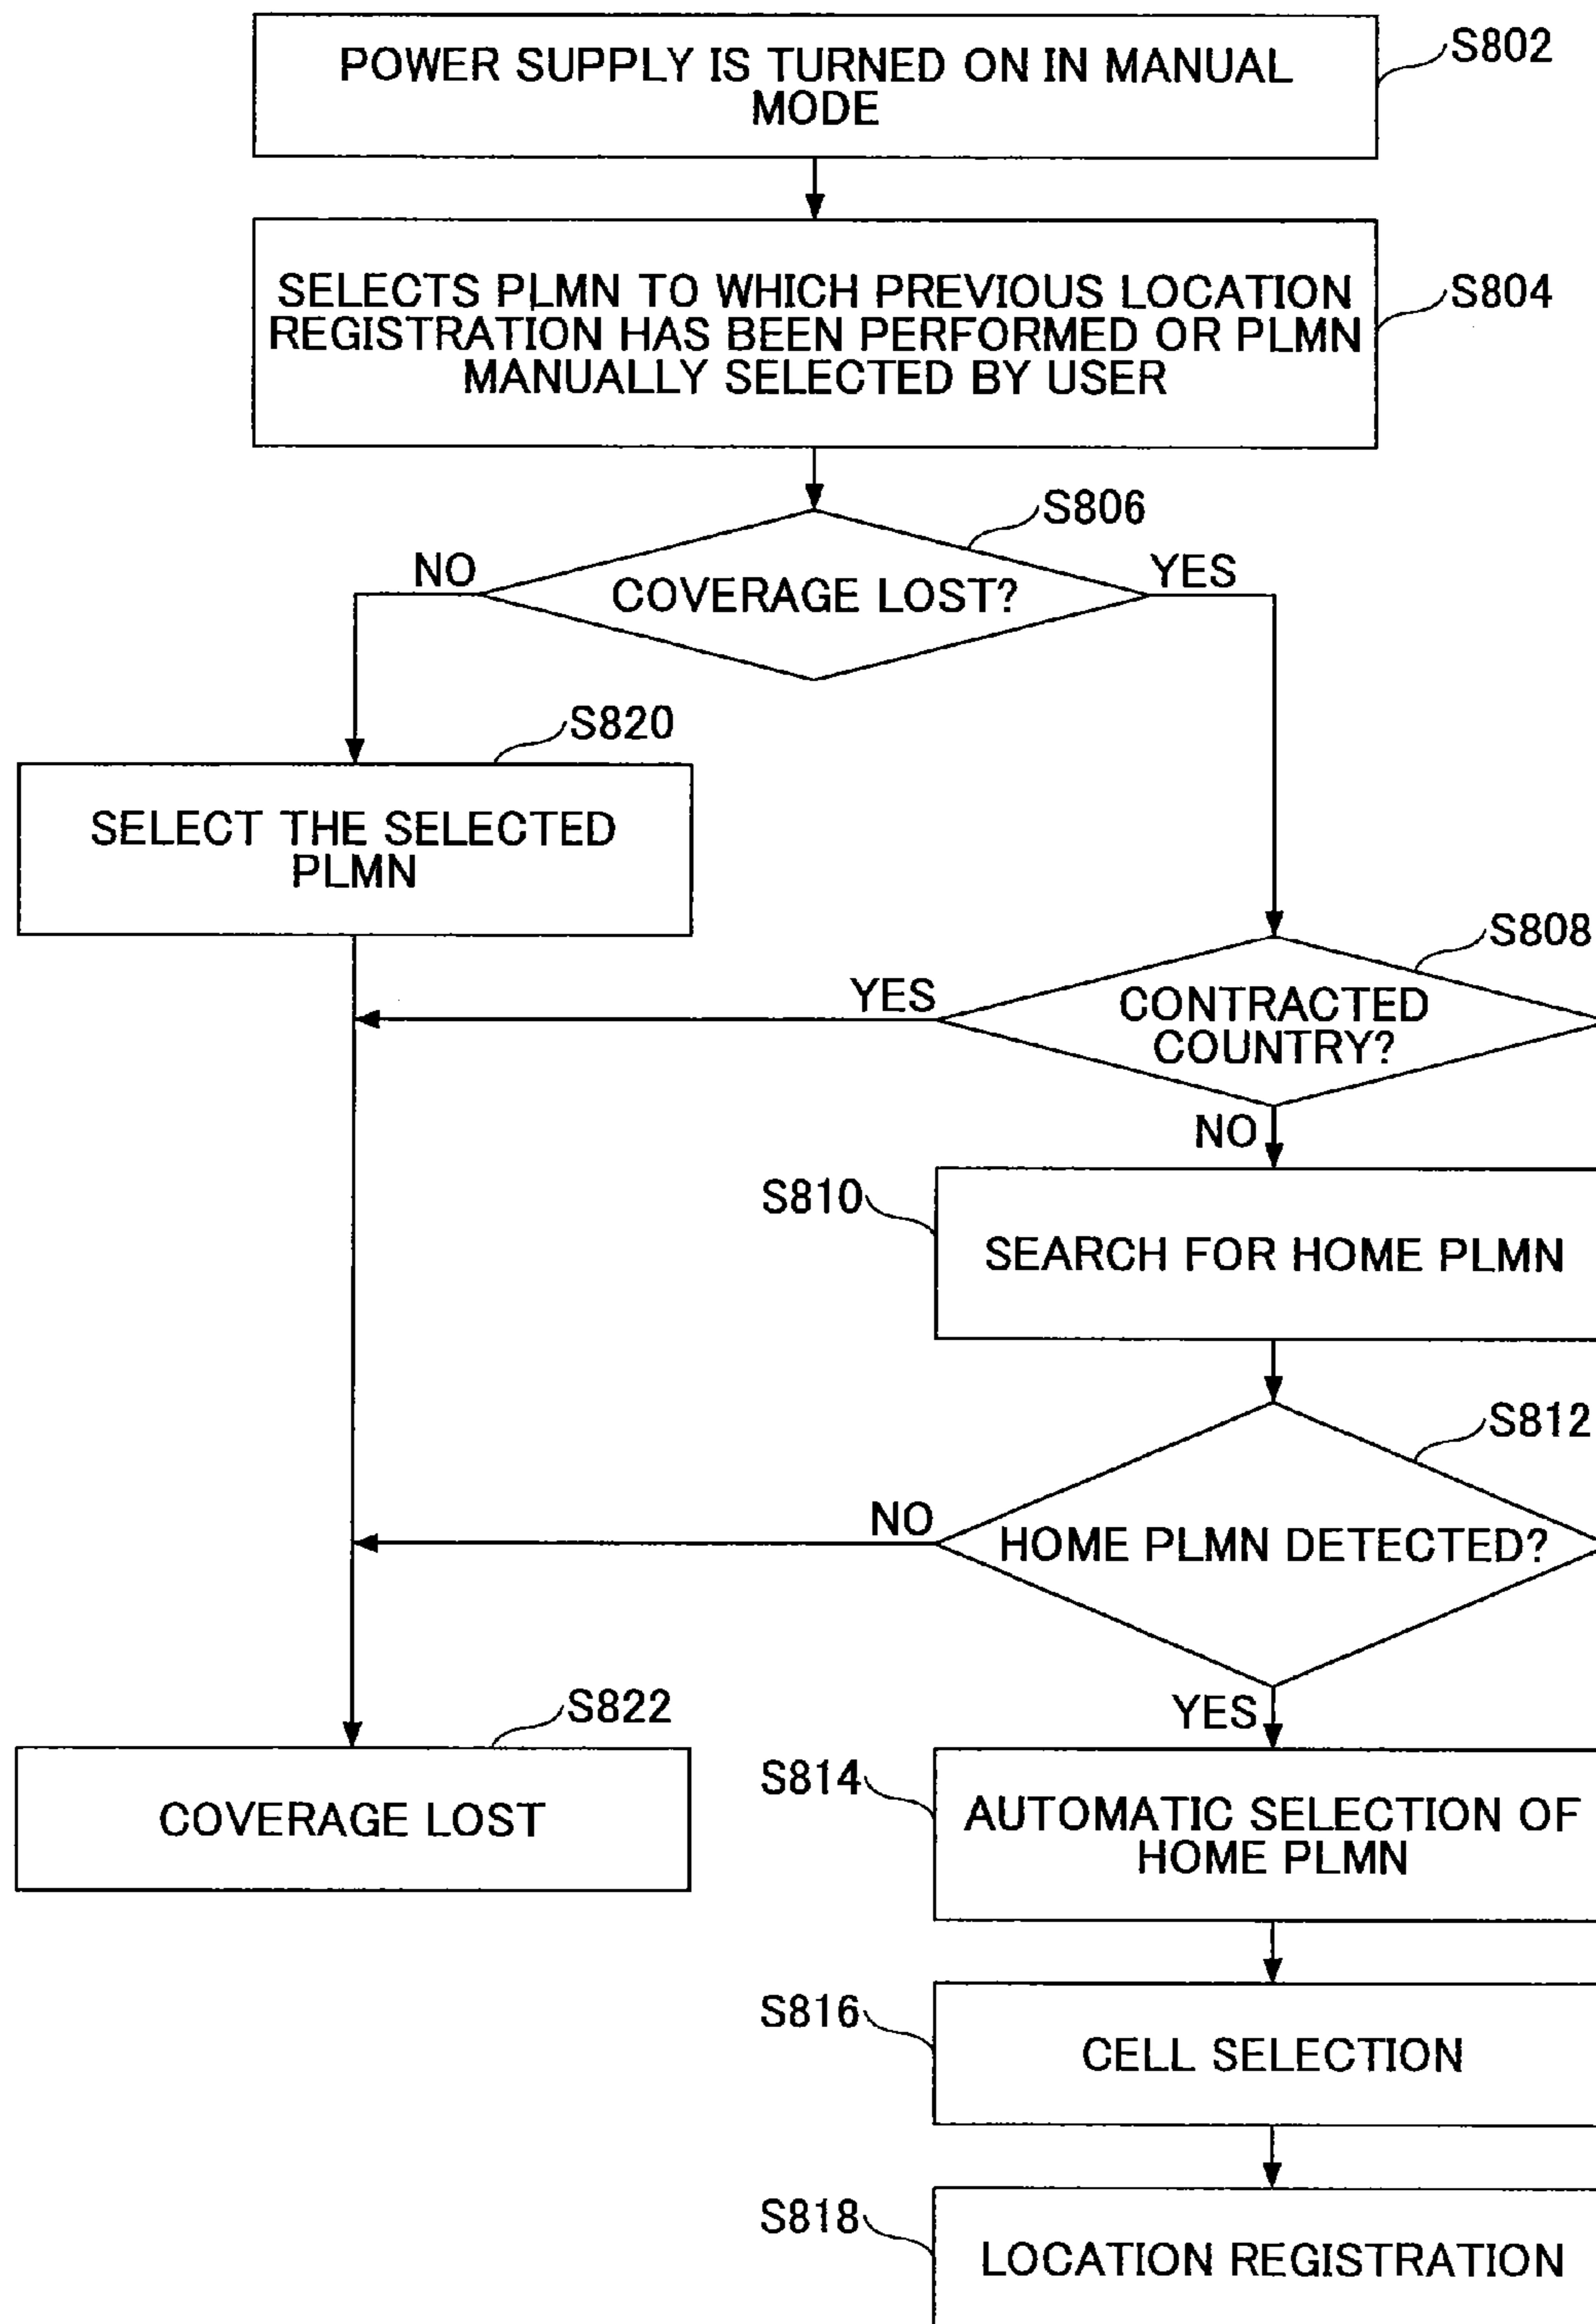 POWER SUPPLY IS TURNED ON IN MANUAL
MODE
S802
SELECTS PLMN TO WHICH PREVIOUS LOCATION
REGISTRATION HAS BEEN PERFORMED OR PLMN
MANUALLY SELECTED BY USER
S804
S806
NO
COVERAGE LOST?
YES
S820
SELECT THE SELECTED
PLMN
S808
YES
CONTRACTED
COUNTRY?
NO
S810
SEARCH FOR HOME PLMN
S812
NO
HOME PLMN DETECTED?
YES
S822
COVERAGE LOST
S814
AUTOMATIC SELECTION OF
HOME PLMN
S816
CELL SELECTION
S818
LOCATION REGISTRATION